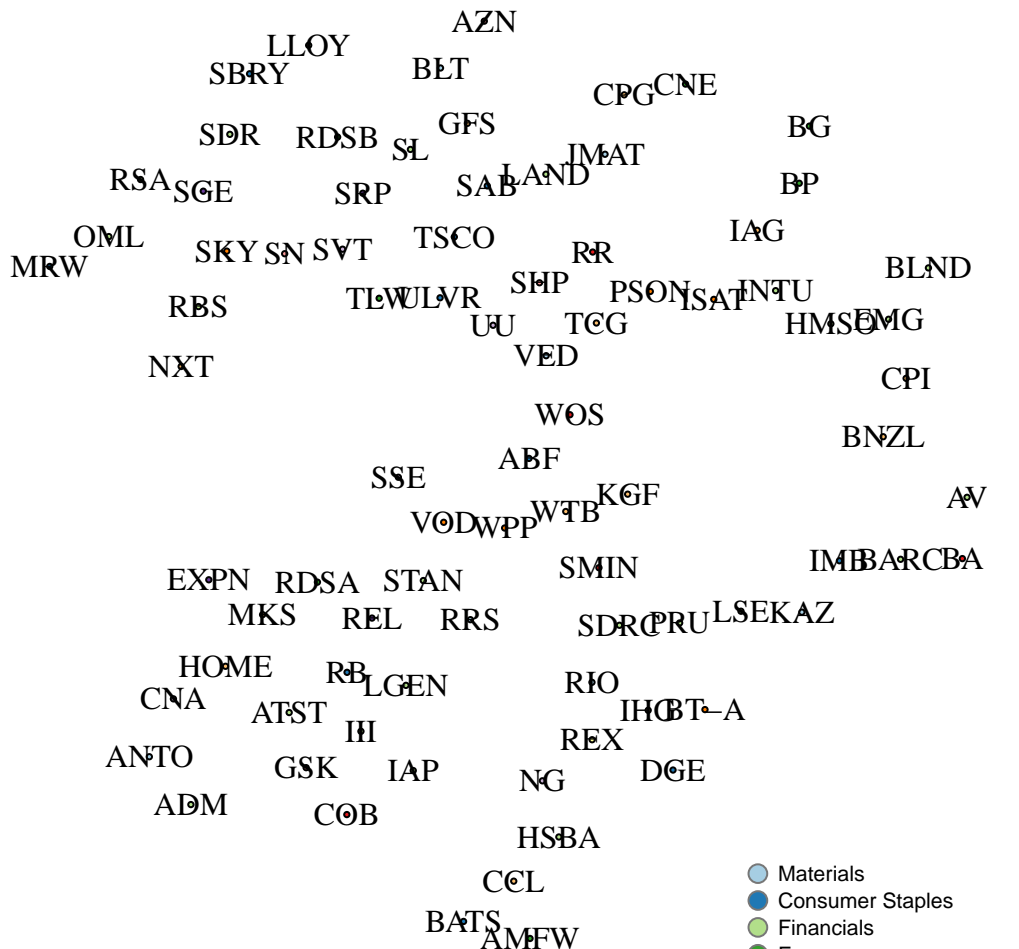 AZN
LLOY
SBRY
BLT
CPG
CNE
SDR
RDSB
GFS
SL
BG
IMAT
RSA
SGE
SRP
SAB
LAND
BP
OML
MRW
SKY
SN
SVT
TSCO
RR
IAG
BLND
RBS
TLW
ULVR
SHP
PSON
ISAT
INTU
UU
TCG
HMSO
EMG
NXT
VED
CPI
WOS
BNZL
ABF
SSE
KGF
AV
VOD
WPP
WTB
EXPN
RDSA
STAN
SMIN
IMB
BARC
BA
MKS
REL
RRS
SDRC
PRU
LSE
KAZ
HOME
RB
LGEN
RIO
CNA
ATST
III
IHG
BT–A
REX
ANTO
GSK
IAP
NG
DGE
ADM
COB
HSBA
CCL
BATS
AMFW
Materials
Consumer Staples
Financials